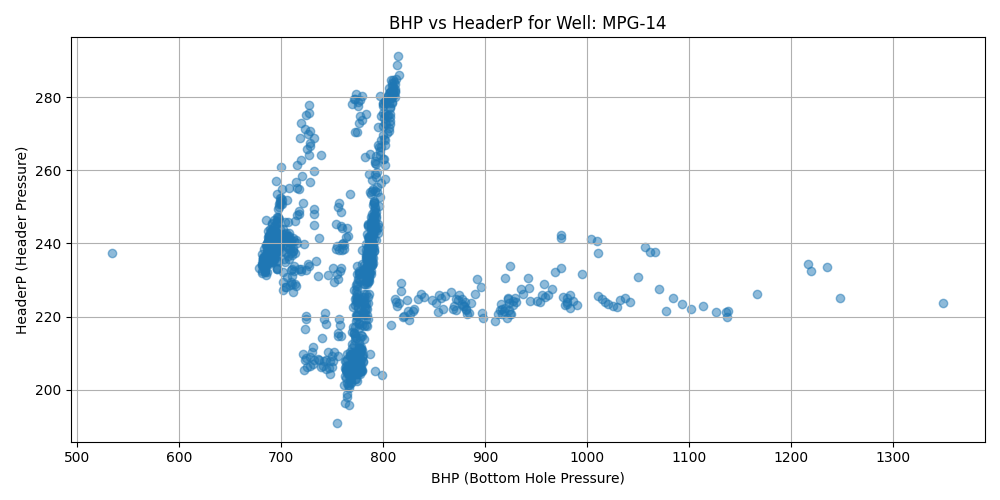 BHP vs HeaderP for Well: MPG-14
HeaderP (Header Pressure)
280
260
240
220
200
500 600 700 800 900 1000 1100 1200 1300
BHP (Bottom Hole Pressure)